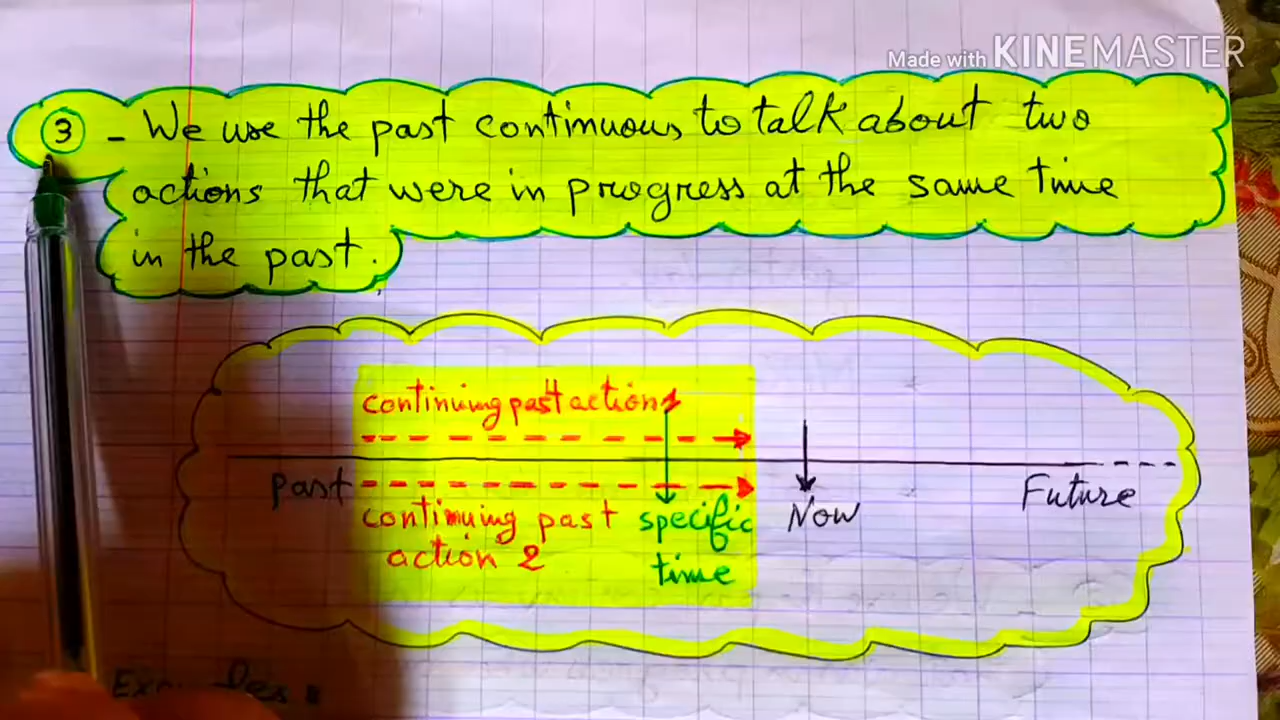 Made with KINEMASTER
③ - We use the past continuous to talk about two
actions that were in progress at the same time
in the past.
continuing past action 1
past
Now
Future
continuing past
action 2
specific
time
Examples: